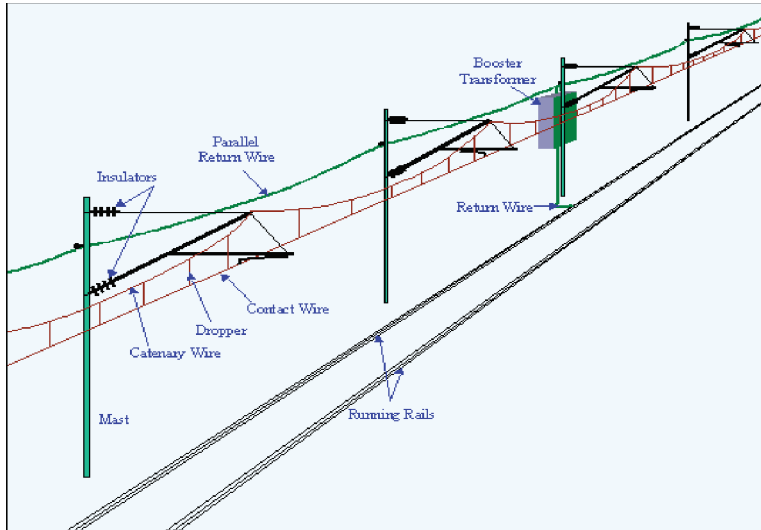 Booster
Transformer
Parallel
Return Wire
Insulators
Return Wire
Contact Wire
Dropper
Catenary Wire
Running Rails
Mast